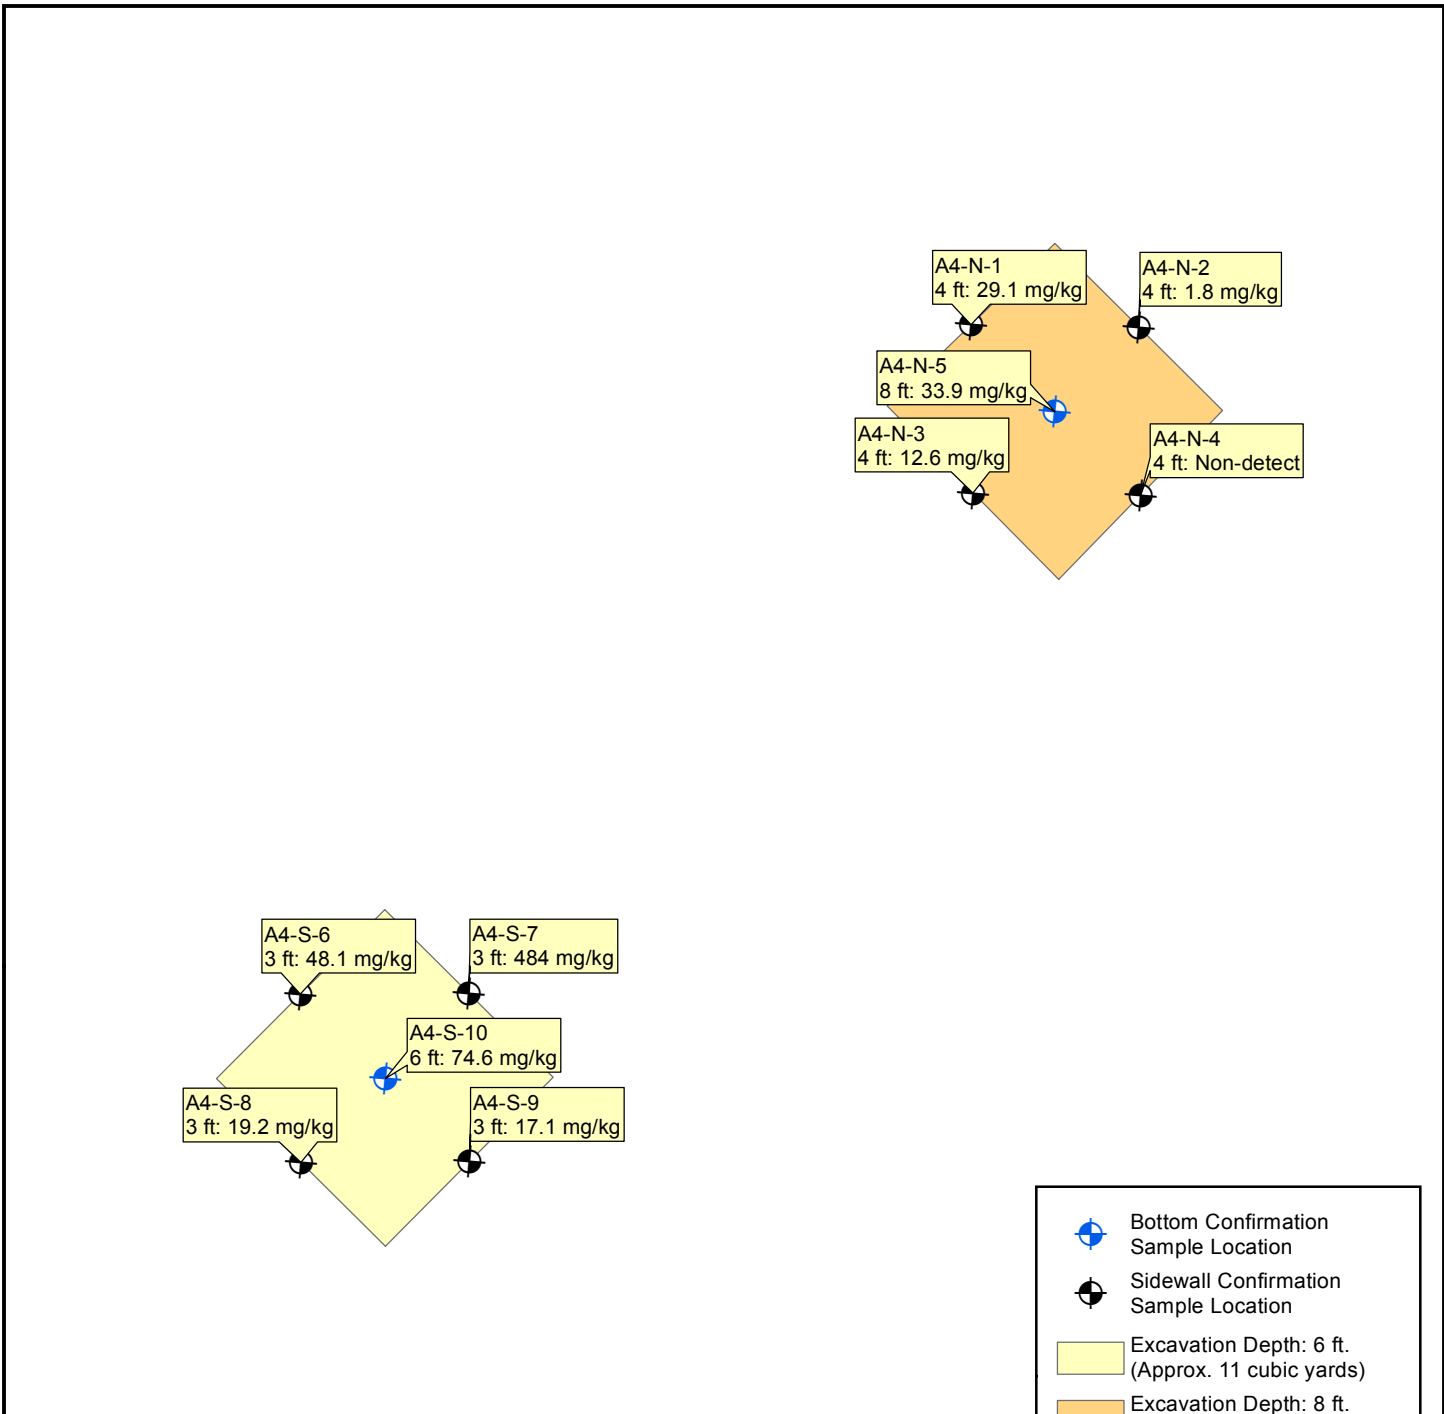 A4-N-1
4 ft: 29.1 mg/kg
A4-N-2
4 ft: 1.8 mg/kg
A4-N-5
8 ft: 33.9 mg/kg
A4-N-3
4 ft: 12.6 mg/kg
A4-N-4
4 ft: Non-detect
A4-S-6
3 ft: 48.1 mg/kg
A4-S-7
3 ft: 484 mg/kg
A4-S-10
6 ft: 74.6 mg/kg
A4-S-8
3 ft: 19.2 mg/kg
A4-S-9
3 ft: 17.1 mg/kg
Bottom Confirmation
Sample Location
Sidewall Confirmation
Sample Location
Excavation Depth: 6 ft.
(Approx. 11 cubic yards)
Excavation Depth: 8 ft.